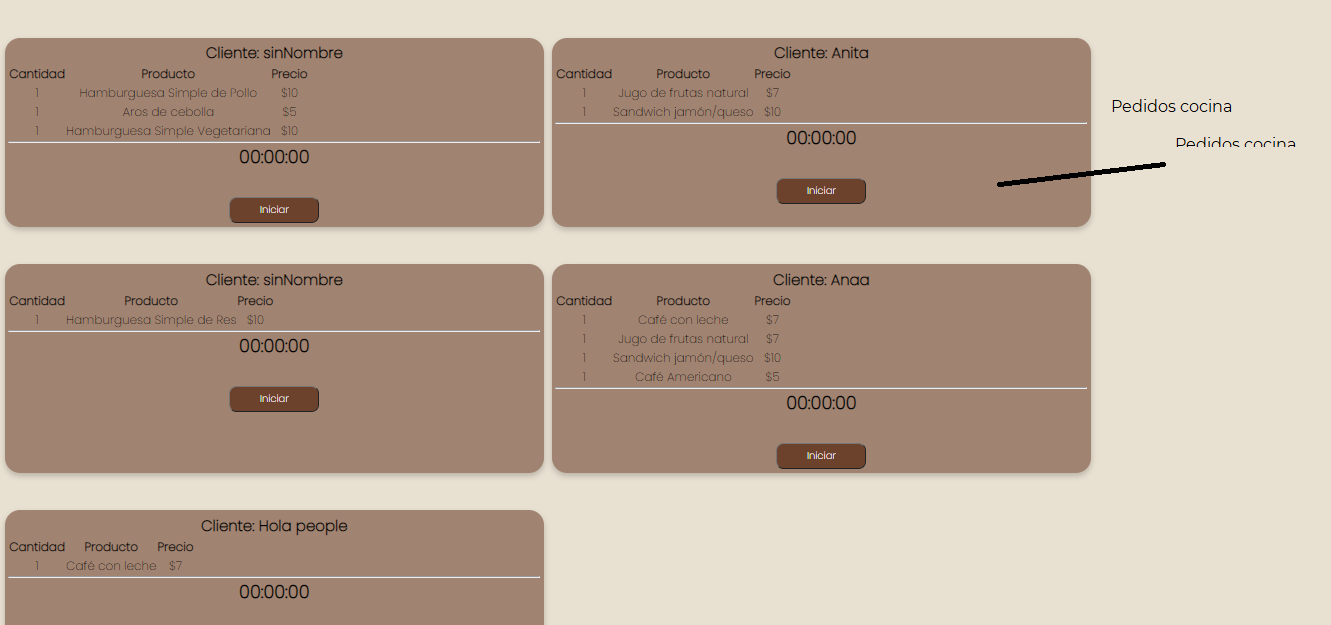 Cliente: sinNombre
Cantidad Producto Precio
1 Hamburguesa Simple de Pollo $10
1 Aros de cebolla $5
1 Hamburguesa Simple Vegetariana $10
00:00:00
Iniciar
Cliente: Anita
Cantidad Producto Precio
1 Jugo de frutas natural $7
1 Sandwich jamón/queso $10
00:00:00
Iniciar
Pedidos cocina
Pedidos cocina
Cliente: sinNombre
Cantidad Producto Precio
1 Hamburguesa Simple de Res $10
00:00:00
Iniciar
Cliente: Anaa
Cantidad Producto Precio
1 Café con leche $7
1 Jugo de frutas natural $7
1 Sandwich jamón/queso $10
1 Café Americano $5
00:00:00
Iniciar
Cliente: Hola people
Cantidad Producto Precio
1 Café con leche $7
00:00:00